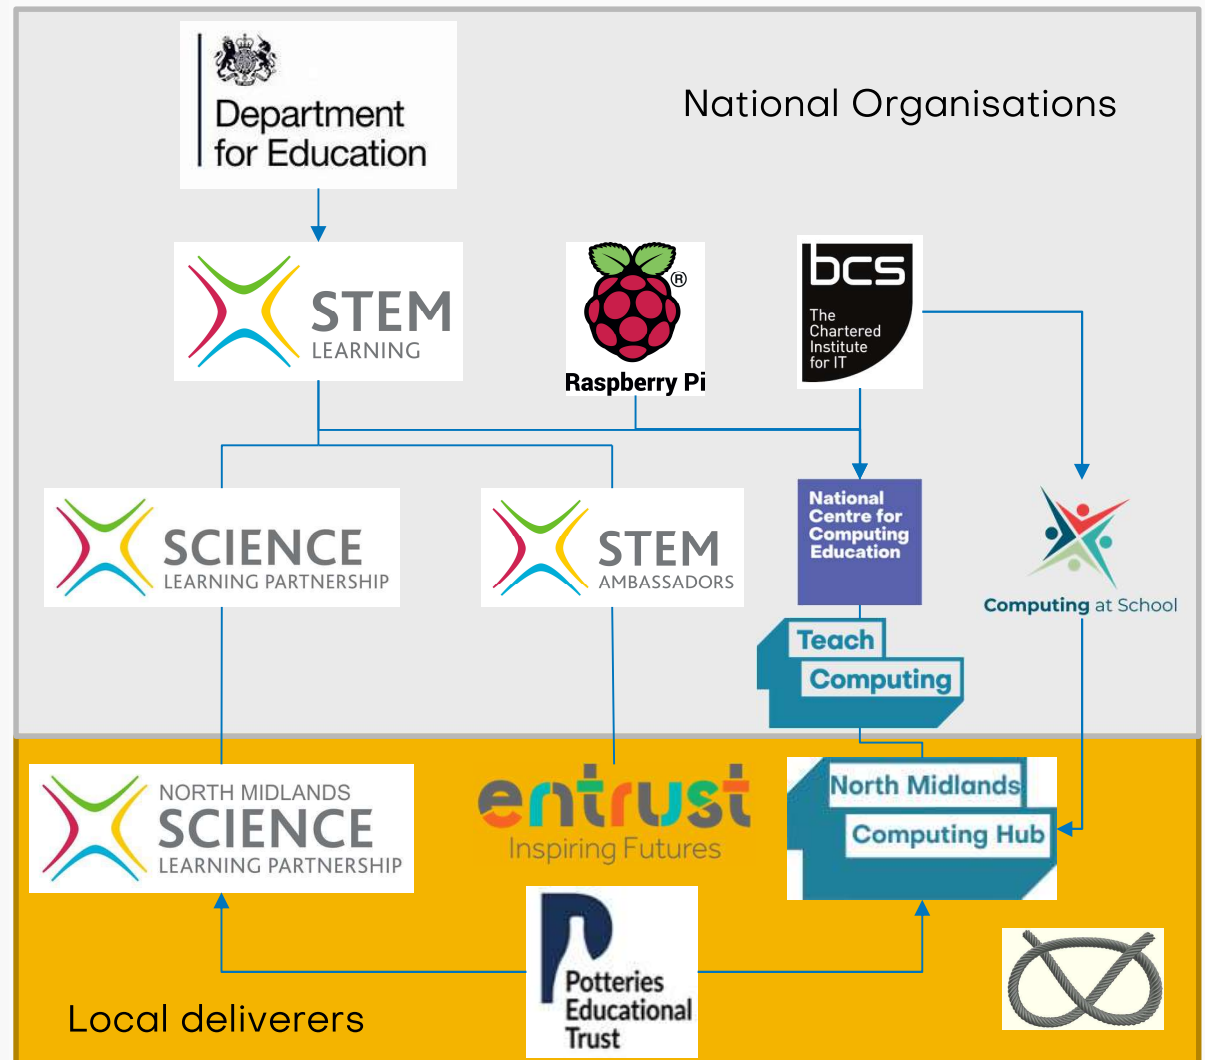 Department
for Education
National Organisations
STEM
LEARNING
®
Raspberry Pi
bcs
The
Chartered
Institute
for IT
SCIENCE
LEARNING PARTNERSHIP
STEM
AMBASSADORS
National
Centre for
Computing
Education
Computing at School
Teach
Computing
NORTH MIDLANDS
SCIENCE
LEARNING PARTNERSHIP
entrust
Inspiring Futures
North Midlands
Computing Hub
Potteries
Educational
Trust
Local deliverers